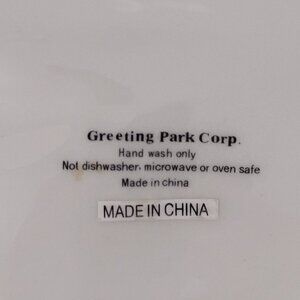 Greeting Park Corp.
Hand wash only
Not dishwasher, microwave or oven safe
Made in china
MADE IN CHINA